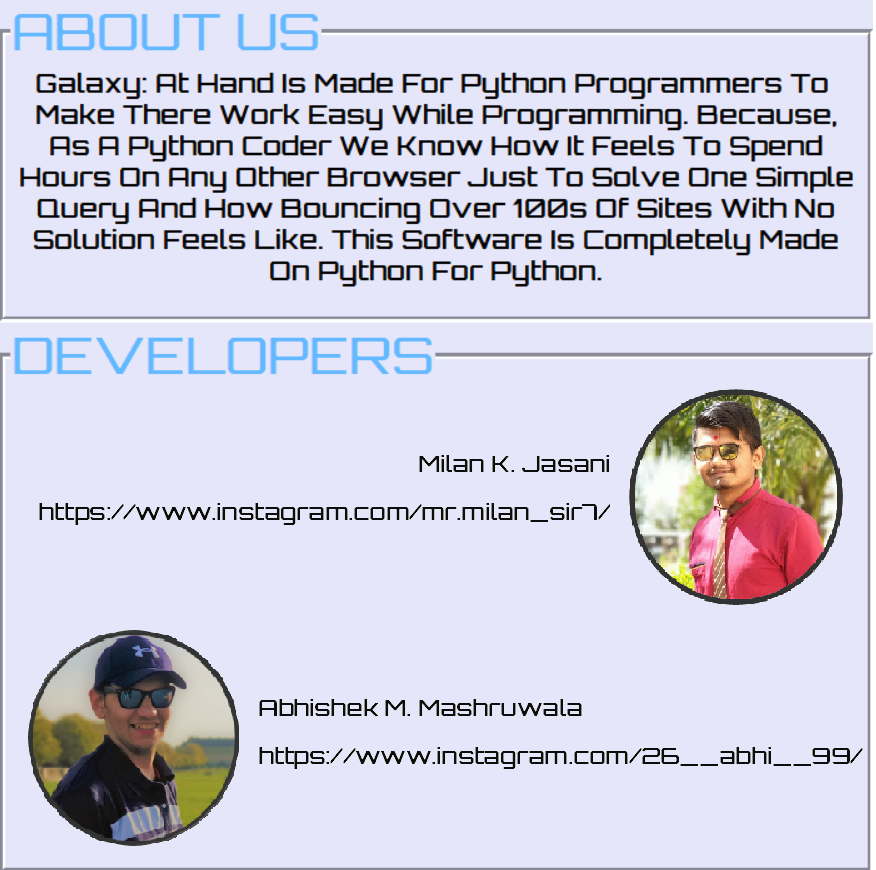 ABOUT US
Galaxy: At Hand Is Made For Python Programmers To
Make There Work Easy While Programming. Because,
As A Python Coder We Know How It Feels To Spend
Hours On Any Other Browser Just To Solve One Simple
Query And How Bouncing Over 100s Of Sites With No
Solution Feels Like. This Software Is Completely Made
On Python For Python.
DEVELOPERS
Milan K. Jasani
https://www.instagram.com/mr.milan_sir7/
Abhishek M. Mashruwala
https://www.instagram.com/26__abhi__99/